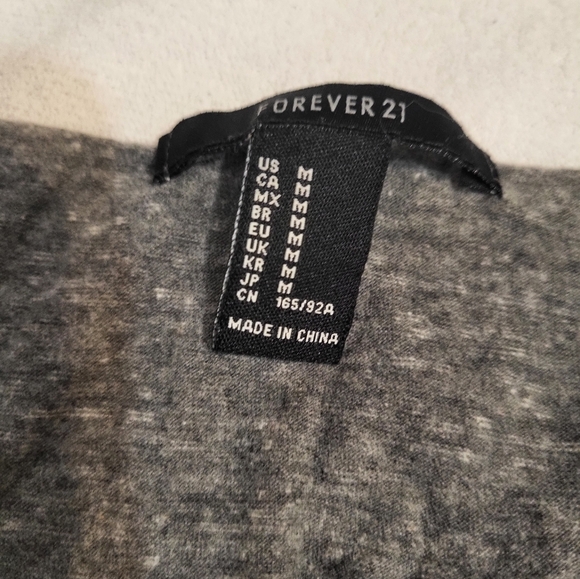 FOREVER 21
US M
CA M
MX M
BR M
EU M
UK M
KR M
JP M
CN 165/92A
MADE IN CHINA